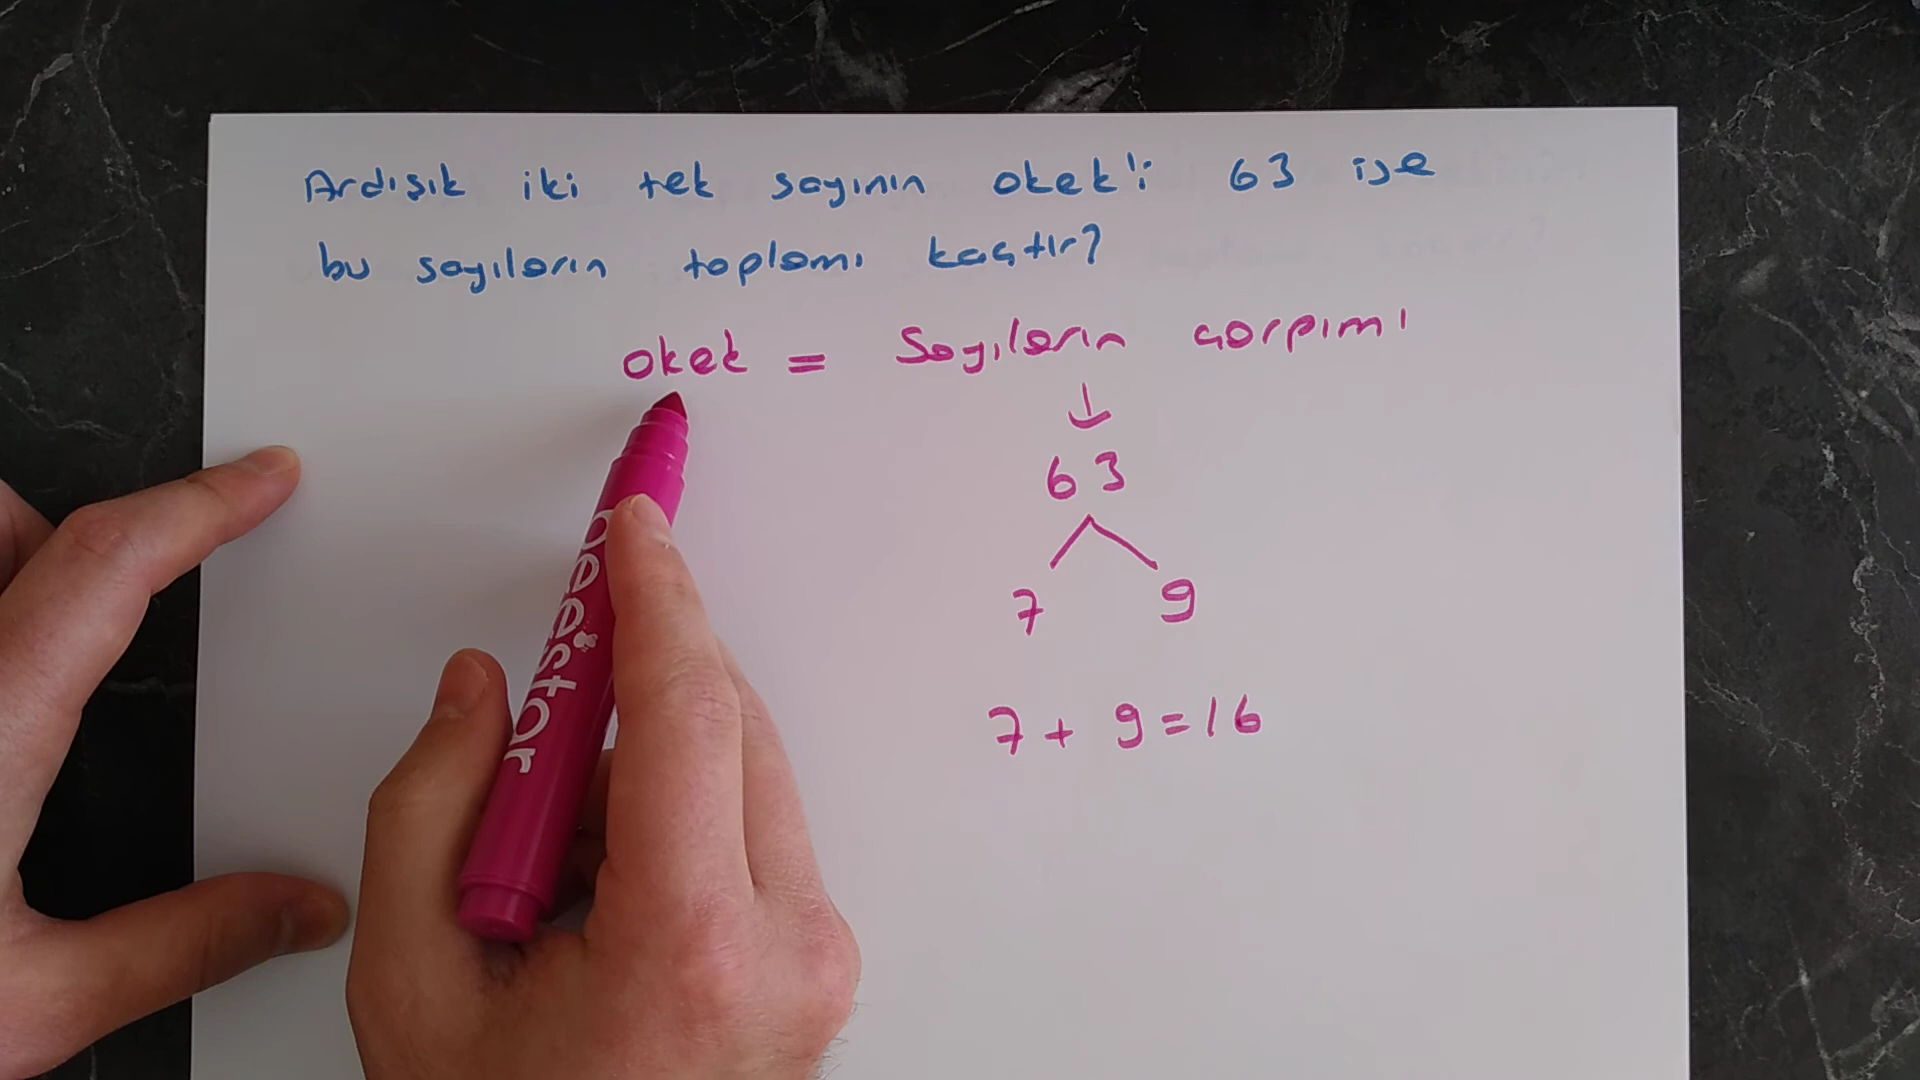 Ardışık iki tek sayının okek'i 63 ise
bu sayıların toplamı kaçtır?
okek = Sayıların çarpımı
↓
63
7 9
7 + 9 = 16
beestar